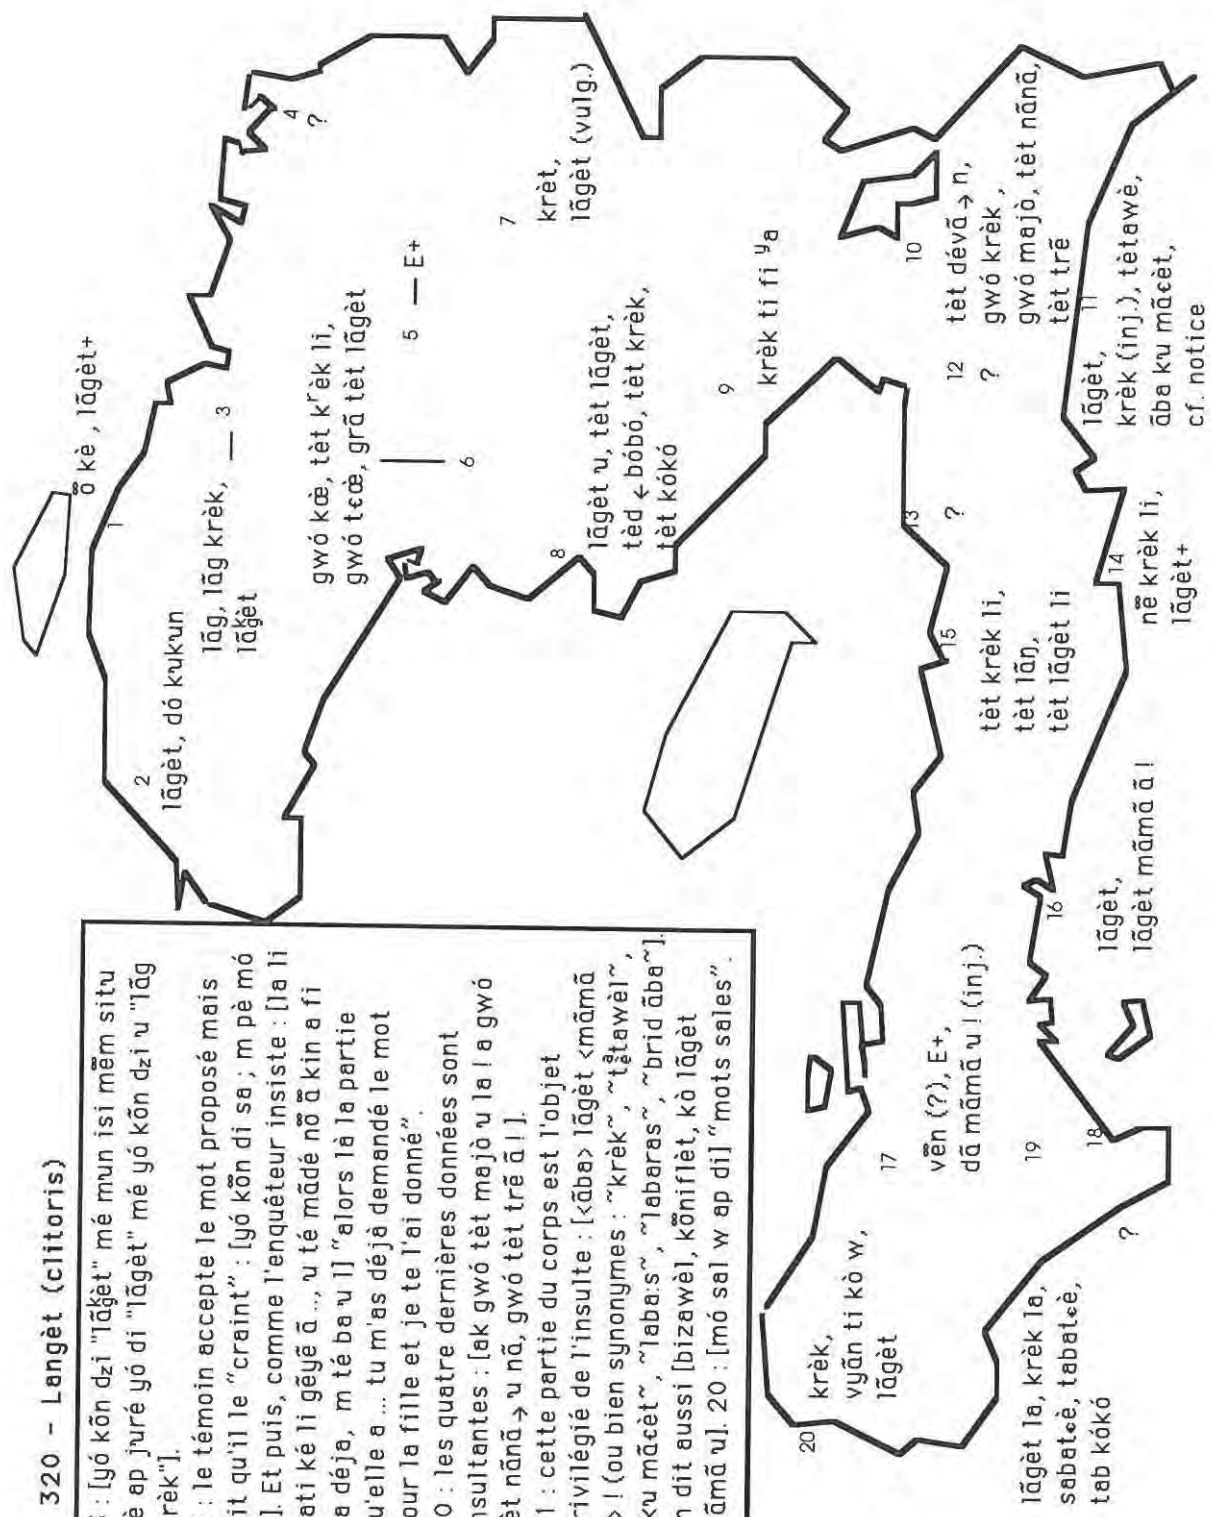 320 - Langèt (clitoris)
: [yó kõn dzi "lãgèt" mé mun isi mẽm situ
è ap juré yó di "lãgèt" mé yó kõn dzi u "lãg
rèk"].
: le témoin accepte le mot proposé mais
it qu'il le "craint" : [yó kõn di sa ; m pè mó
]. Et puis, comme l'enquêteur insiste : [la li
ati ké li gẽyẽ ã ..., u té mãdé nõ ã kin a fi
a déja, m té ba u l] "alors là la partie
u'elle a ... tu m'as déjà demandé le mot
our la fille et je te l'ai donné".
0 : les quatre dernières données sont
nsultantes : [ak gwó tèt majò u la ! a gwó
èt nãnã → u nã, gwó tèt trẽ ã !].
1 : cette partie du corps est l'objet
rivilégié de l'insulte : [<ãba> lãgèt <mãmã
> ! (ou bien synonymes : ~krèk~, ~tètawèl~,
ku mãcèt~, ~laba:s~, ~labaras~, ~brid ãba~].
n dit aussi [bizawèl, kõniflèt, kò lãgèt
ãmã u]. 20 : [mó sal w ap di] "mots sales".
1
õ kè , lãgèt+
2
lãgèt, dó kukun
lãg, lãg krèk, — 3
lãgèt
4
?
gwó kœ, tèt kʳèk li,
gwó tcœ, grã tèt lãgèt
5 — E+
6
7
krèt,
lãgèt (vulg.)
8
lãgèt u, tèt lãgèt,
tèd ← bóbó, tèt krèk,
tèt kókó
9
krèk ti fi ʸa
10
tèt dévã → n,
gwó krèk ,
gwó majò, tèt nãnã,
tèt trẽ
11
lãgèt,
krèk (inj.), tètawè,
ãba ku mãcèt,
cf. notice
12
?
13
?
14
nẽ krèk li,
lãgèt+
15
tèt krèk li,
tèt lãŋ,
tèt lãgèt li
16
lãgèt,
lãgèt mãmã ã !
17
vẽn (?), E+,
dã mãmã u ! (inj.)
18
?
19
lãgèt la, krèk la,
sabatcè, tabatcè,
tab kókó
20
krèk,
vyãn ti kò w,
lãgèt